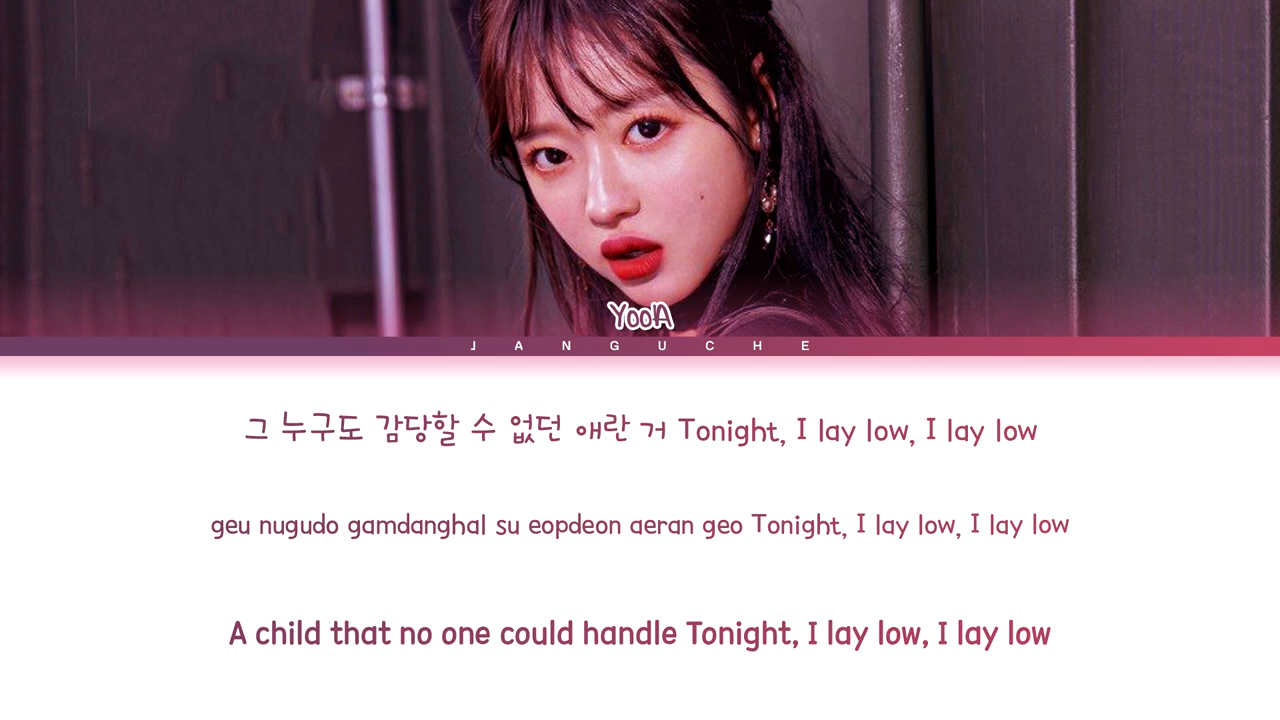 YooA
JANGUCHE
그 누구도 감당할 수 없던 애란 거 Tonight, I lay low, I lay low
geu nugudo gamdanghal su eopdeon aeran geo Tonight, I lay low, I lay low
A child that no one could handle Tonight, I lay low, I lay low